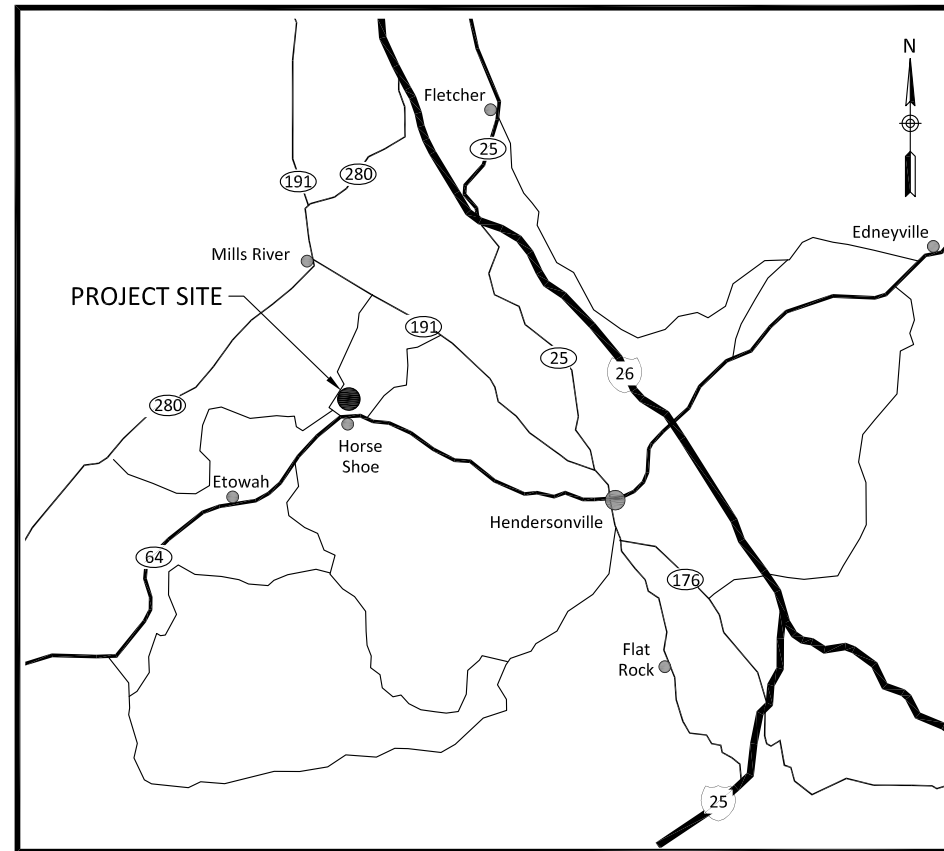 N
Fletcher
25
280
191
Edneyville
Mills River
PROJECT SITE
191
25
26
280
Horse
Shoe
Etowah
Hendersonville
64
176
Flat
Rock
25